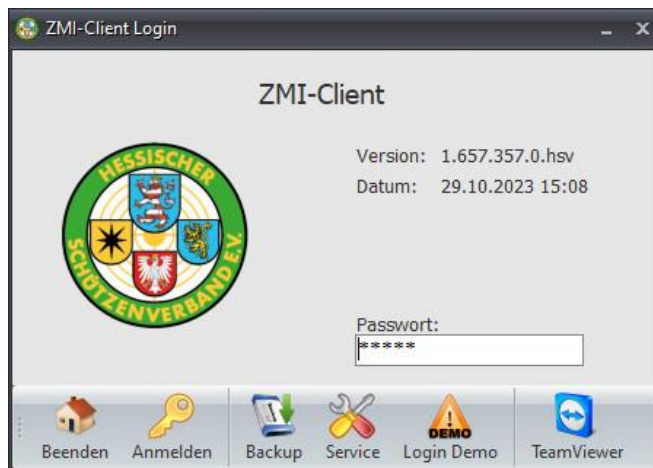 ZMI-Client Login
ZMI-Client
HESSISCHER
SCHÜTZENVERBAND E.V.
Version: 1.657.357.0.hsv
Datum: 29.10.2023 15:08
Passwort:
*****
DEMO
Beenden Anmelden Backup Service Login Demo TeamViewer